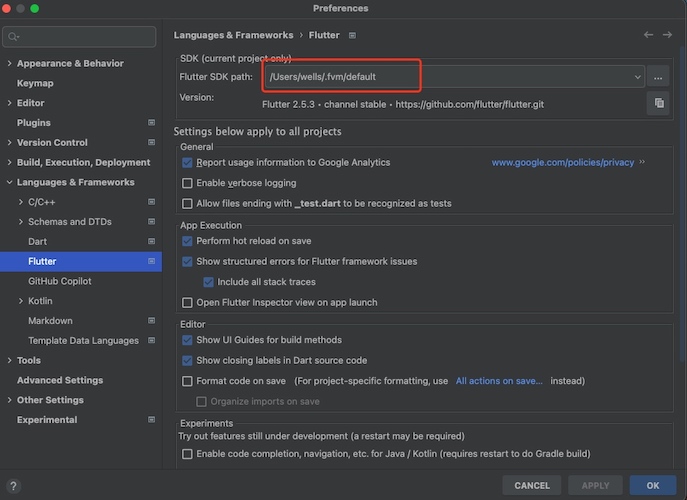 Preferences
Languages & Frameworks › Flutter
Appearance & Behavior
Keymap
Editor
Plugins
Version Control
Build, Execution, Deployment
Languages & Frameworks
C/C++
Schemas and DTDs
Dart
Flutter
GitHub Copilot
Kotlin
Markdown
Template Data Languages
Tools
Advanced Settings
Other Settings
Experimental
SDK (current project only)
Flutter SDK path: /Users/wells/.fvm/default ...
Version: Flutter 2.5.3 • channel stable • https://github.com/flutter/flutter.git
Settings below apply to all projects
General
Report usage information to Google Analytics www.google.com/policies/privacy ››
Enable verbose logging
Allow files ending with _test.dart to be recognized as tests
App Execution
Perform hot reload on save
Show structured errors for Flutter framework issues
Include all stack traces
Open Flutter Inspector view on app launch
Editor
Show UI Guides for build methods
Show closing labels in Dart source code
Format code on save (For project-specific formatting, use All actions on save... instead)
Organize imports on save
Experiments
Try out features still under development (a restart may be required)
Enable code completion, navigation, etc. for Java / Kotlin (requires restart to do Gradle build)
? CANCEL APPLY OK